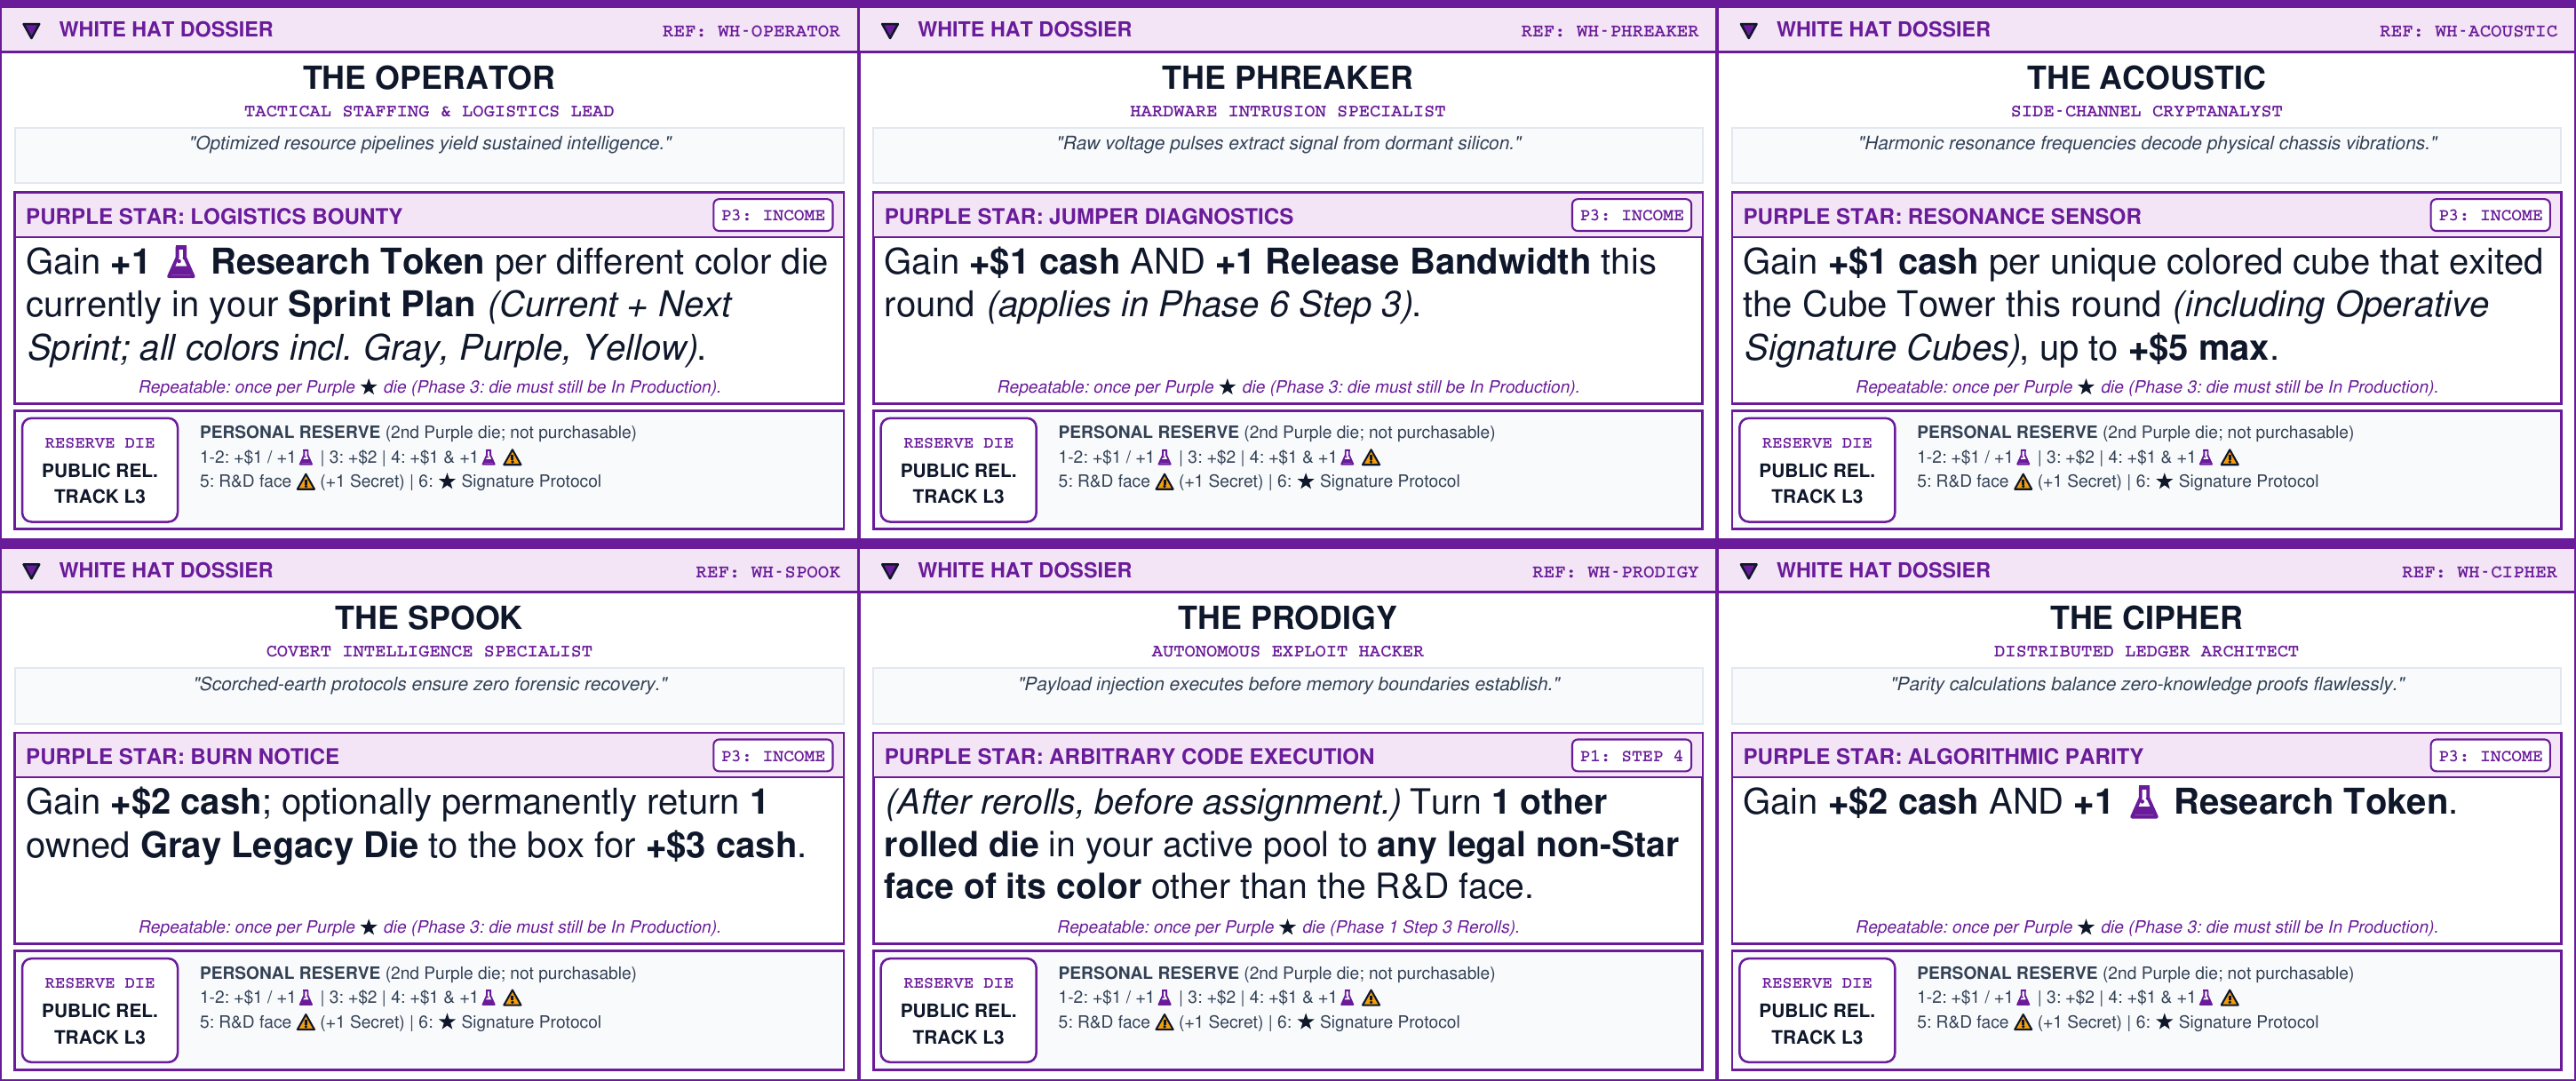 WHITE HAT DOSSIER
REF: WH-OPERATOR
THE OPERATOR
TACTICAL STAFFING & LOGISTICS LEAD
"Optimized resource pipelines yield sustained intelligence."
PURPLE STAR: LOGISTICS BOUNTY
P3: INCOME
Gain +1 Research Token per different color die
currently in your Sprint Plan (Current + Next
Sprint; all colors incl. Gray, Purple, Yellow).
Repeatable: once per Purple ★ die (Phase 3: die must still be In Production).
RESERVE DIE
PUBLIC REL.
TRACK L3
PERSONAL RESERVE (2nd Purple die; not purchasable)
1-2: +$1 / +1 | 3: +$2 | 4: +$1 & +1
5: R&D face (+1 Secret) | 6: ★ Signature Protocol
WHITE HAT DOSSIER
REF: WH-PHREAKER
THE PHREAKER
HARDWARE INTRUSION SPECIALIST
"Raw voltage pulses extract signal from dormant silicon."
PURPLE STAR: JUMPER DIAGNOSTICS
P3: INCOME
Gain +$1 cash AND +1 Release Bandwidth this
round (applies in Phase 6 Step 3).
Repeatable: once per Purple ★ die (Phase 3: die must still be In Production).
RESERVE DIE
PUBLIC REL.
TRACK L3
PERSONAL RESERVE (2nd Purple die; not purchasable)
1-2: +$1 / +1 | 3: +$2 | 4: +$1 & +1
5: R&D face (+1 Secret) | 6: ★ Signature Protocol
WHITE HAT DOSSIER
REF: WH-ACOUSTIC
THE ACOUSTIC
SIDE-CHANNEL CRYPTANALYST
"Harmonic resonance frequencies decode physical chassis vibrations."
PURPLE STAR: RESONANCE SENSOR
P3: INCOME
Gain +$1 cash per unique colored cube that exited
the Cube Tower this round (including Operative
Signature Cubes), up to +$5 max.
Repeatable: once per Purple ★ die (Phase 3: die must still be In Production).
RESERVE DIE
PUBLIC REL.
TRACK L3
PERSONAL RESERVE (2nd Purple die; not purchasable)
1-2: +$1 / +1 | 3: +$2 | 4: +$1 & +1
5: R&D face (+1 Secret) | 6: ★ Signature Protocol
WHITE HAT DOSSIER
REF: WH-SPOOK
THE SPOOK
COVERT INTELLIGENCE SPECIALIST
"Scorched-earth protocols ensure zero forensic recovery."
PURPLE STAR: BURN NOTICE
P3: INCOME
Gain +$2 cash; optionally permanently return 1
owned Gray Legacy Die to the box for +$3 cash.
Repeatable: once per Purple ★ die (Phase 3: die must still be In Production).
RESERVE DIE
PUBLIC REL.
TRACK L3
PERSONAL RESERVE (2nd Purple die; not purchasable)
1-2: +$1 / +1 | 3: +$2 | 4: +$1 & +1
5: R&D face (+1 Secret) | 6: ★ Signature Protocol
WHITE HAT DOSSIER
REF: WH-PRODIGY
THE PRODIGY
AUTONOMOUS EXPLOIT HACKER
"Payload injection executes before memory boundaries establish."
PURPLE STAR: ARBITRARY CODE EXECUTION
P1: STEP 4
(After rerolls, before assignment.) Turn 1 other
rolled die in your active pool to any legal non-Star
face of its color other than the R&D face.
Repeatable: once per Purple ★ die (Phase 1 Step 3 Rerolls).
RESERVE DIE
PUBLIC REL.
TRACK L3
PERSONAL RESERVE (2nd Purple die; not purchasable)
1-2: +$1 / +1 | 3: +$2 | 4: +$1 & +1
5: R&D face (+1 Secret) | 6: ★ Signature Protocol
WHITE HAT DOSSIER
REF: WH-CIPHER
THE CIPHER
DISTRIBUTED LEDGER ARCHITECT
"Parity calculations balance zero-knowledge proofs flawlessly."
PURPLE STAR: ALGORITHMIC PARITY
P3: INCOME
Gain +$2 cash AND +1 Research Token.
Repeatable: once per Purple ★ die (Phase 3: die must still be In Production).
RESERVE DIE
PUBLIC REL.
TRACK L3
PERSONAL RESERVE (2nd Purple die; not purchasable)
1-2: +$1 / +1 | 3: +$2 | 4: +$1 & +1
5: R&D face (+1 Secret) | 6: ★ Signature Protocol